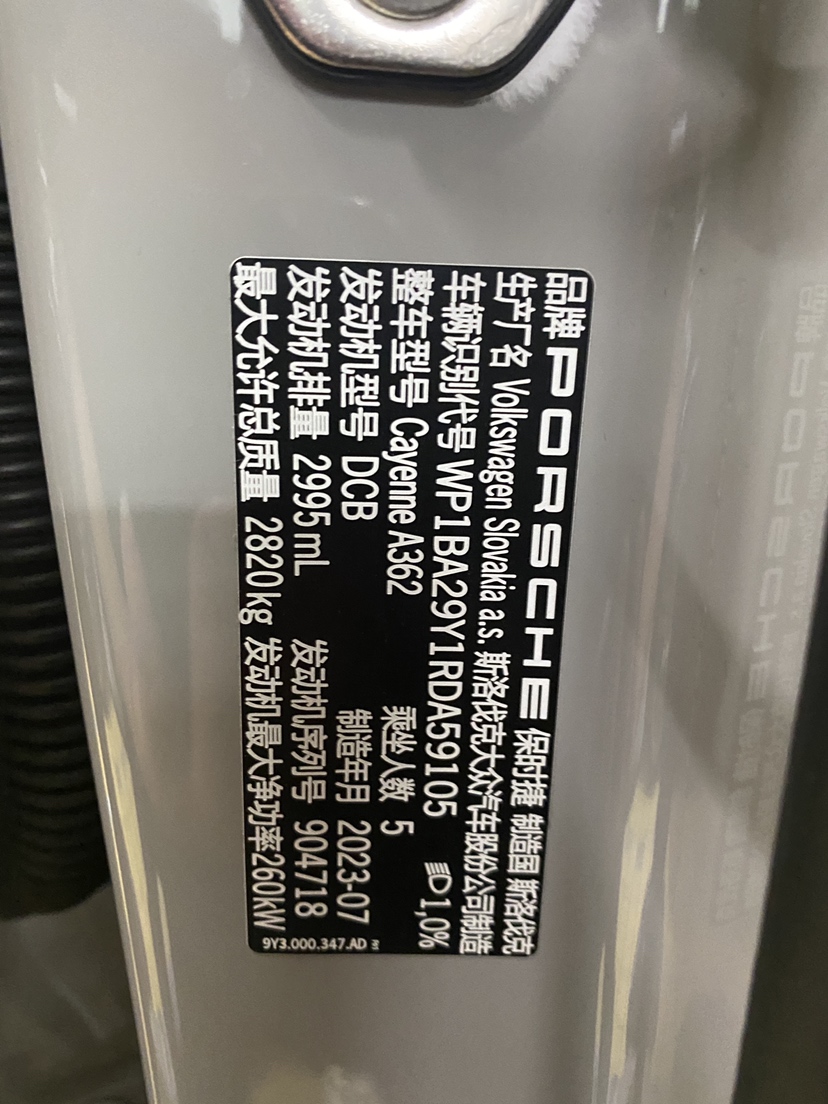 品牌 PORSCHE 保时捷 制造国 斯洛伐克
生产厂名 Volkswagen Slovakia a.s. 斯洛伐克大众汽车股份公司制造
车辆识别代号 WP1BA29Y1RDA59105 1,0%
整车型号 Cayenne A362 乘坐人数 5
发动机型号 DCB 制造年月 2023-07
发动机排量 2995 mL 发动机序列号 904718
最大允许总质量 2820kg 发动机最大净功率260kW
9Y3.000.347.AD